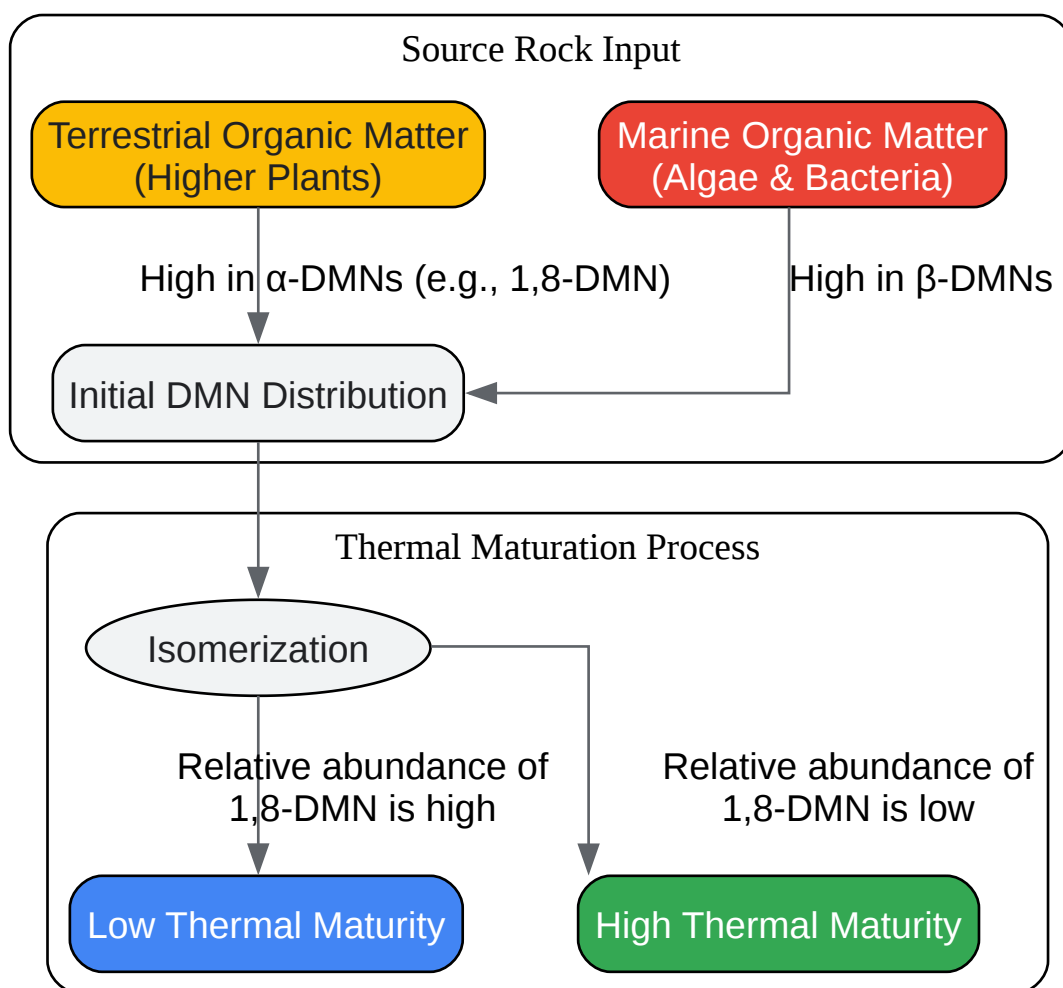 Source Rock Input
Terrestrial Organic Matter
(Higher Plants)
Marine Organic Matter
(Algae & Bacteria)
High in α-DMNs (e.g., 1,8-DMN)
High in β-DMNs
Initial DMN Distribution
Thermal Maturation Process
Isomerization
Relative abundance of
1,8-DMN is high
Relative abundance of
1,8-DMN is low
Low Thermal Maturity
High Thermal Maturity